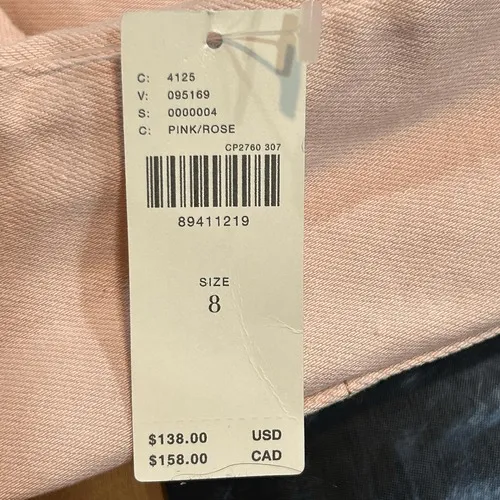 C: 4125
V: 095169
S: 0000004
C: PINK/ROSE
CP2760 307
89411219
SIZE
8
$138.00 USD
$158.00 CAD